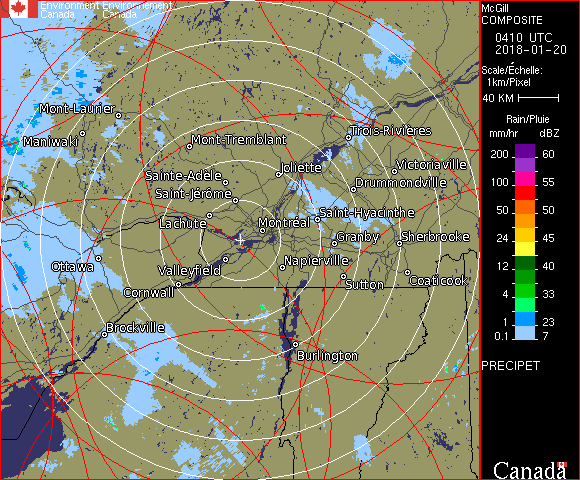 Environment Environnement
Canada Canada
McGill
COMPOSITE
0410 UTC
2018-01-20
Scale/Échelle:
1km/Pixel
40 KM
Rain/Pluie
mm/hr dBZ
200 60
100 55
50 50
24 45
12 40
4 33
1 23
0.1 7
PRECIPET
Canada
Mont-Laurier
Maniwaki
Mont-Tremblant
Trois-Rivières
Sainte-Adèle
Joliette
Victoriaville
Saint-Jérôme
Drummondville
Lachute
Montréal
Saint-Hyacinthe
Granby
Sherbrooke
Ottawa
Valleyfield
Napierville
Cornwall
Sutton
Coaticook
Brockville
Burlington